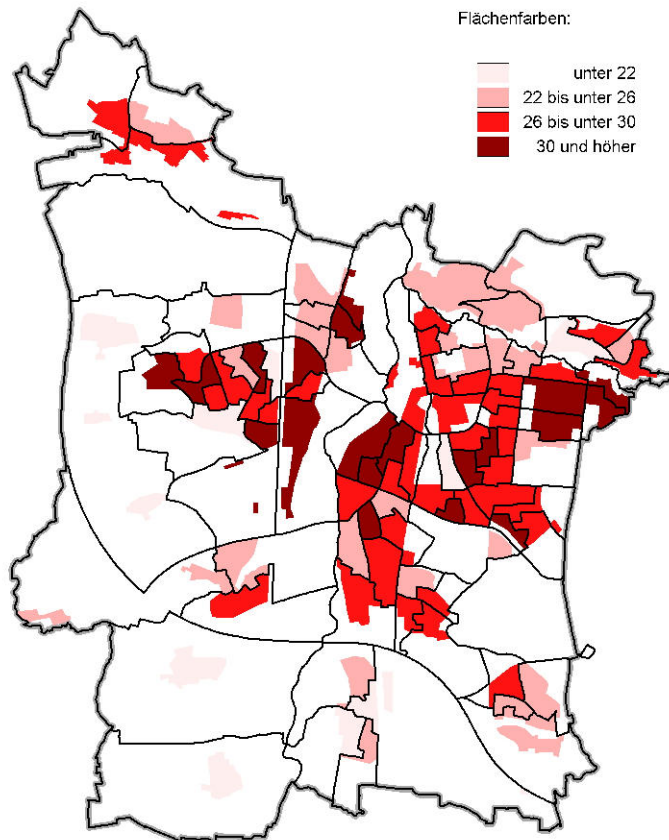 Flächenfarben:
unter 22
22 bis unter 26
26 bis unter 30
30 und höher